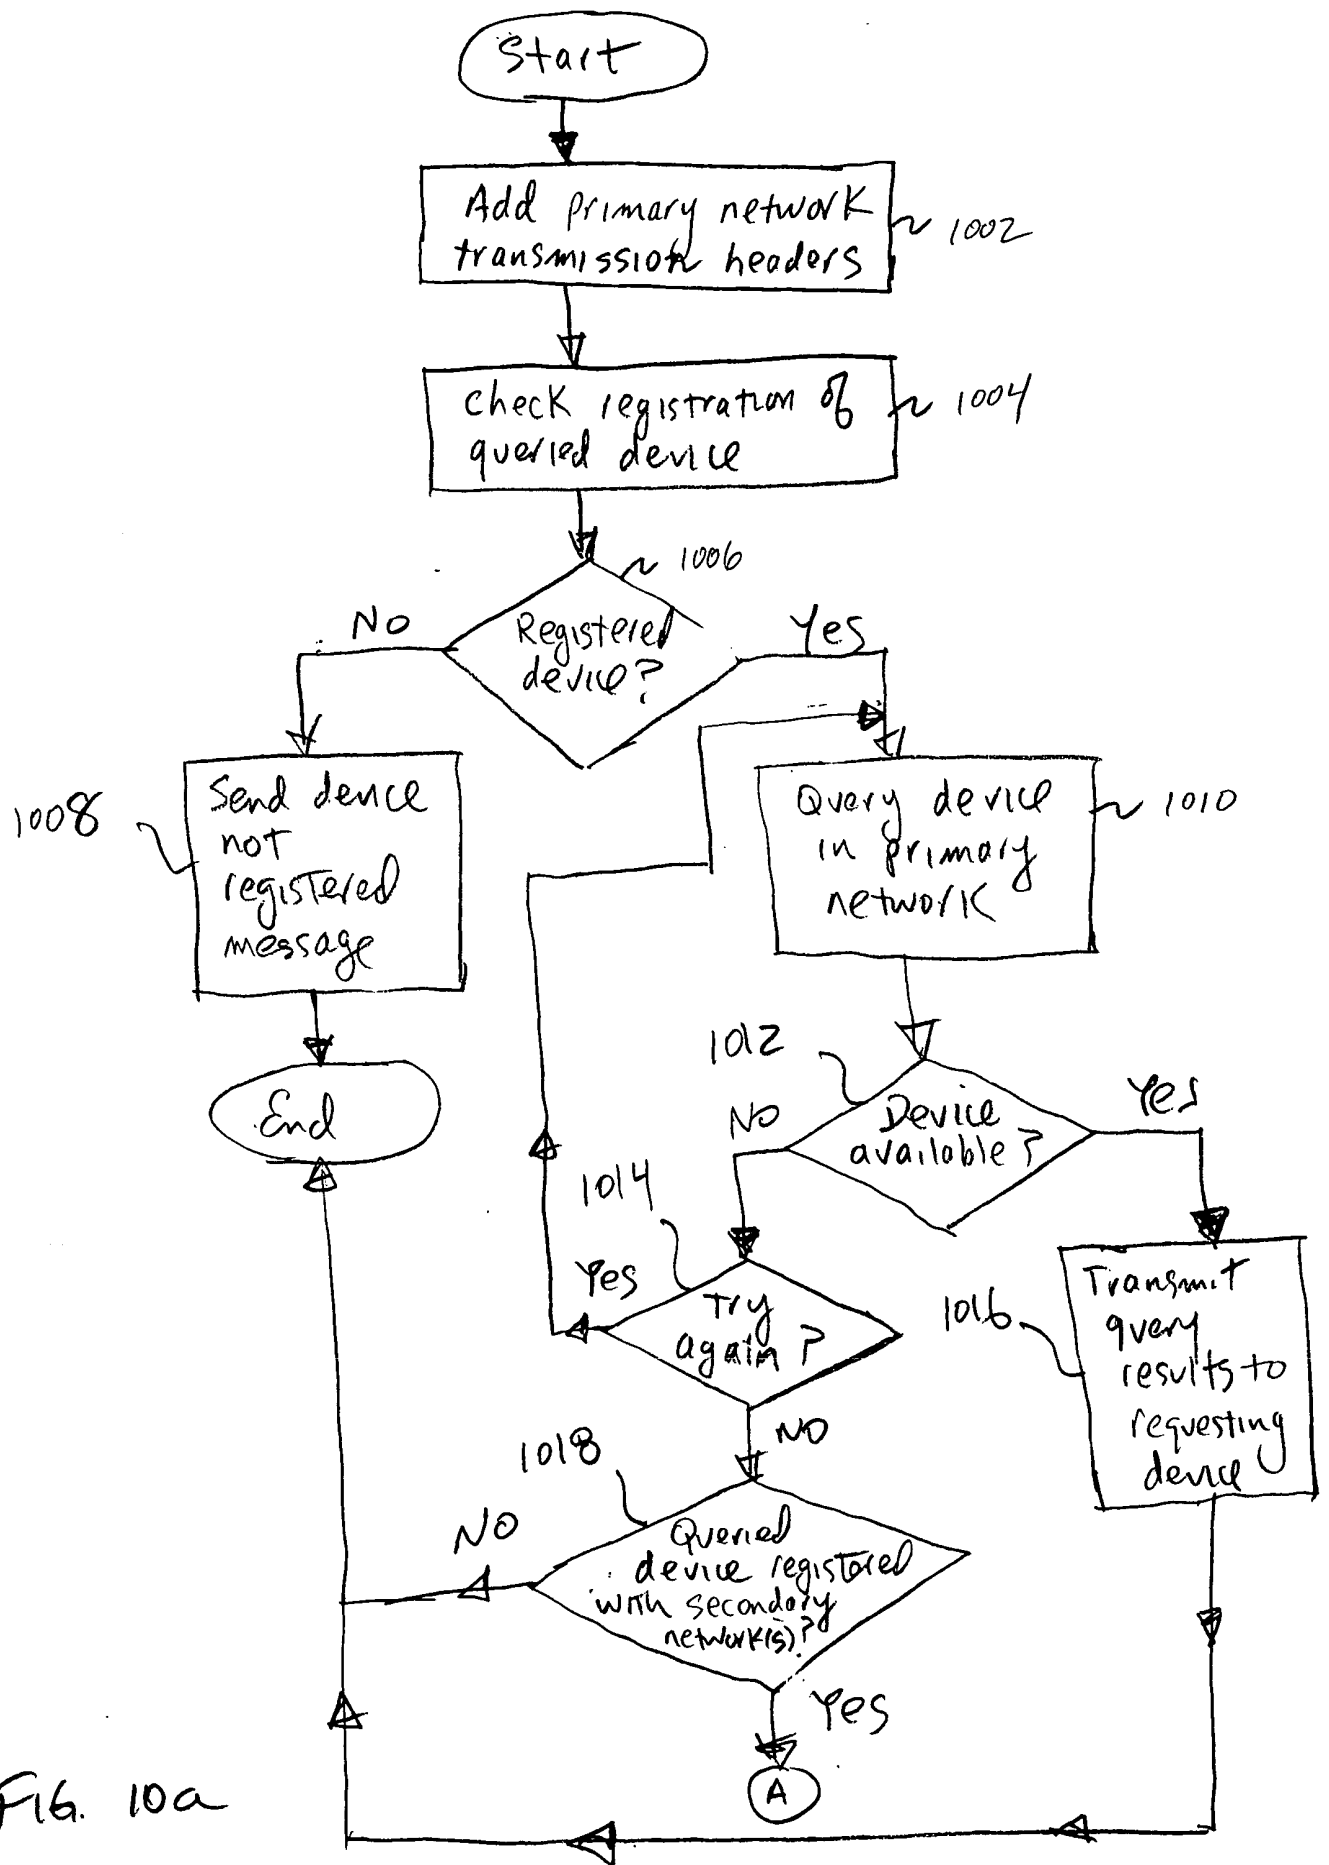 Start
Add primary network
transmission headers
1002
Check registration of
queried device
1004
1006
NO
Registered
device?
Yes
1008
Send device
not
registered
message
Query device
in primary
network
1010
End
1012
NO
Device
available?
Yes
1014
Yes
Try
again?
1016
Transmit
query
results to
requesting
device
NO
1018
NO
Queried
device registered
with secondary
network(s)?
Yes
A
FIG. 10a